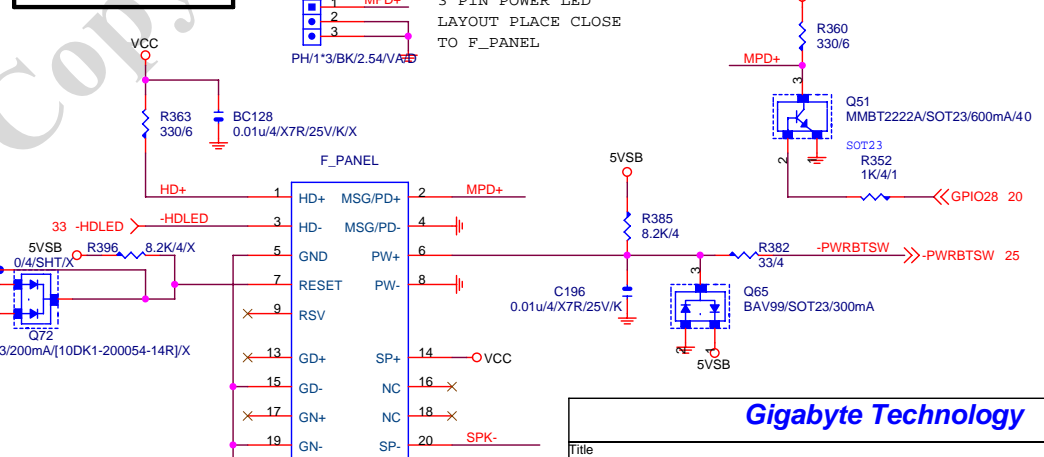 Copy
1 MPD+
2
3
PH/1*3/BK/2.54/VA/D
LAYOUT PLACE CLOSE
TO F_PANEL
VCC
R363
330/6
BC128
0.01u/4/X7R/25V/K/X
F_PANEL
HD+ 1 HD+ MSG/PD+ 2 MPD+
33 -HDLED -HDLED 3 HD- MSG/PD- 4
5 GND PW+ 6
7 RESET PW- 8
9 RSV
13 GD+ SP+ 14 VCC
15 GD- NC 16
17 GN+ NC 18
19 GN- SP- 20 SPK-
5VSB R396 8.2K/4/X
0/4/SHT/X
Q72
3/200mA/[10DK1-200054-14R]/X
5VSB
R385
8.2K/4
C196
0.01u/4/X7R/25V/K
R382
33/4
-PWRBTSW -PWRBTSW 25
3
Q65
BAV99/SOT23/300mA
2 1
5VSB
R360
330/6
MPD+
3
Q51
MMBT2222A/SOT23/600mA/40
SOT23
2 1
R352
1K/4/1
GPIO28 20
Gigabyte Technology
Title